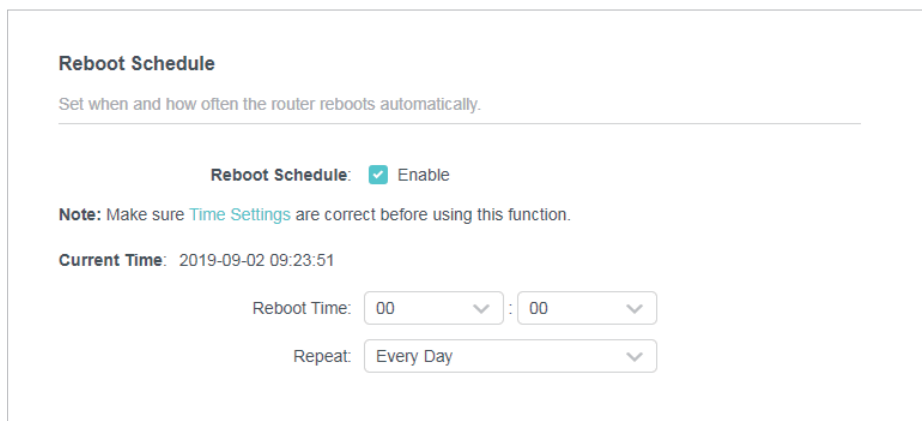 Reboot Schedule
Set when and how often the router reboots automatically.
Reboot Schedule: Enable
Note: Make sure Time Settings are correct before using this function.
Current Time: 2019-09-02 09:23:51
Reboot Time: 00 : 00
Repeat: Every Day